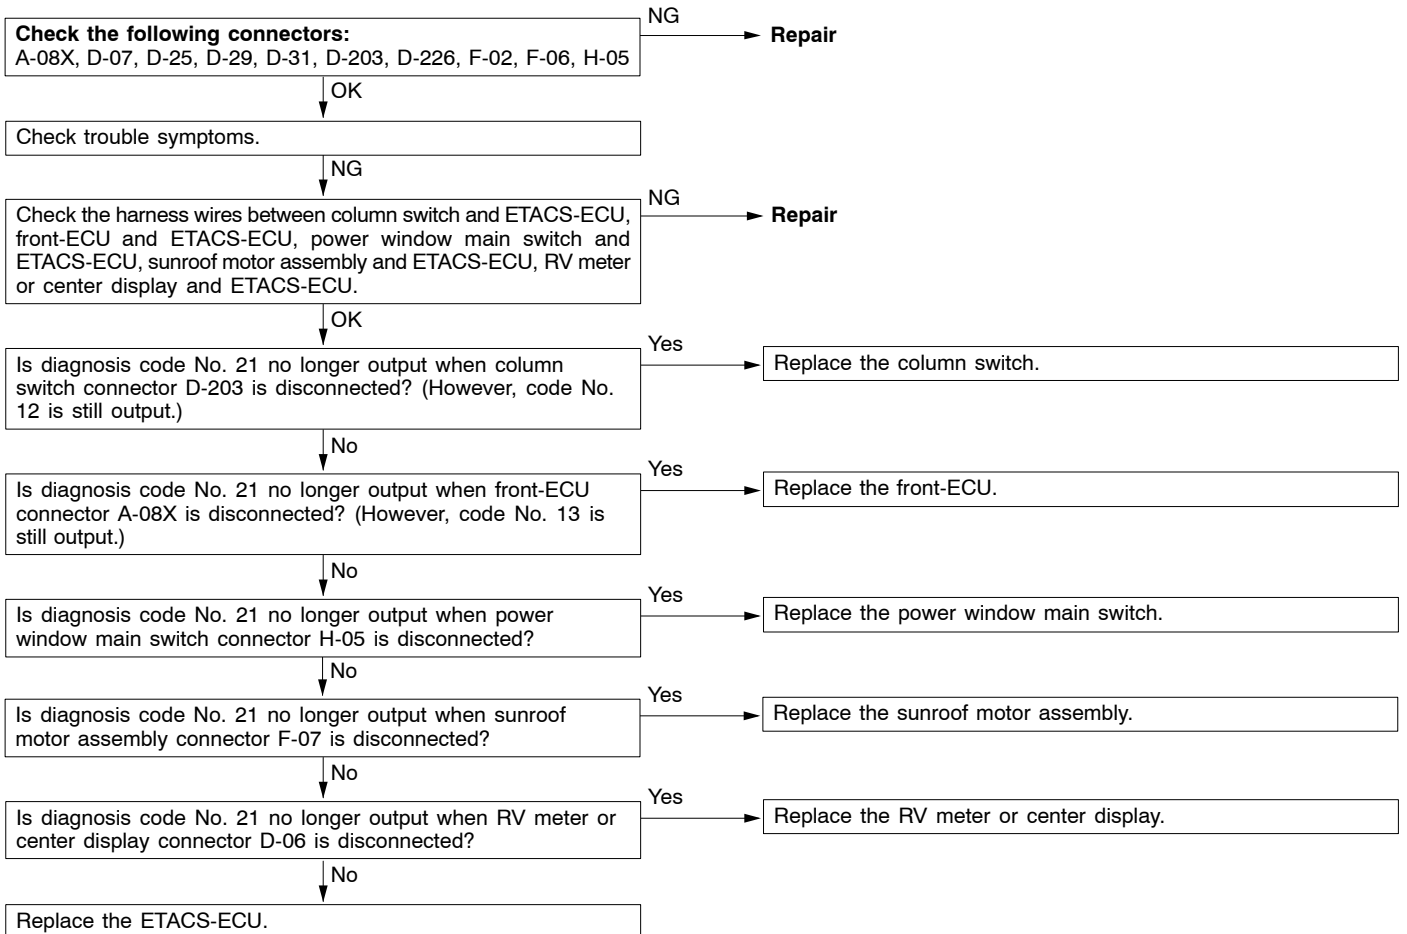 NG
Check the following connectors:
A-08X, D-07, D-25, D-29, D-31, D-203, D-226, F-02, F-06, H-05
Repair
OK
Check trouble symptoms.
NG
NG
Check the harness wires between column switch and ETACS-ECU,
front-ECU and ETACS-ECU, power window main switch and
ETACS-ECU, sunroof motor assembly and ETACS-ECU, RV meter
or center display and ETACS-ECU.
Repair
OK
Yes
Is diagnosis code No. 21 no longer output when column
switch connector D-203 is disconnected? (However, code No.
12 is still output.)
Replace the column switch.
No
Yes
Is diagnosis code No. 21 no longer output when front-ECU
connector A-08X is disconnected? (However, code No. 13 is
still output.)
Replace the front-ECU.
No
Yes
Is diagnosis code No. 21 no longer output when power
window main switch connector H-05 is disconnected?
Replace the power window main switch.
No
Yes
Is diagnosis code No. 21 no longer output when sunroof
motor assembly connector F-07 is disconnected?
Replace the sunroof motor assembly.
No
Yes
Is diagnosis code No. 21 no longer output when RV meter or
center display connector D-06 is disconnected?
Replace the RV meter or center display.
No
Replace the ETACS-ECU.